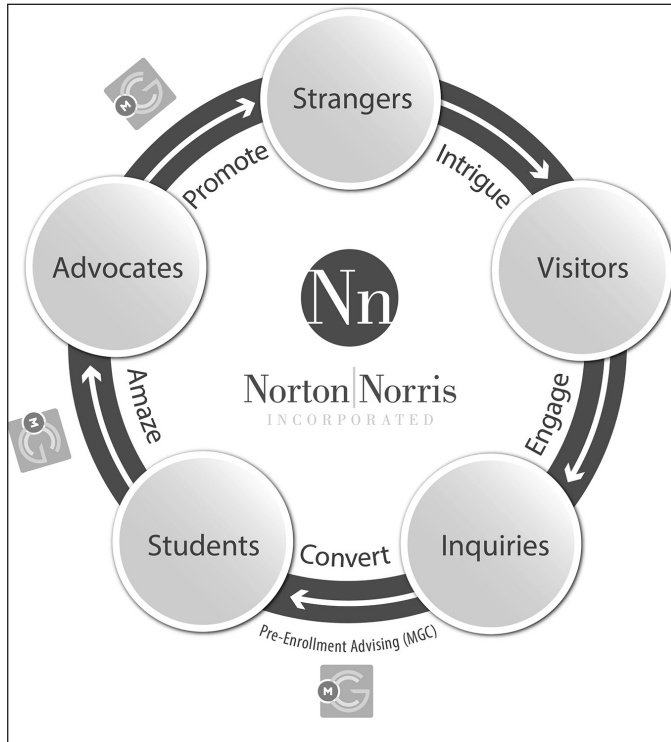 Strangers
Intrigue
Visitors
Engage
Inquiries
Convert
Pre-Enrollment Advising (MGC)
Students
Amaze
Advocates
Promote
Nn
Norton|Norris
INCORPORATED
M G
M G
M G